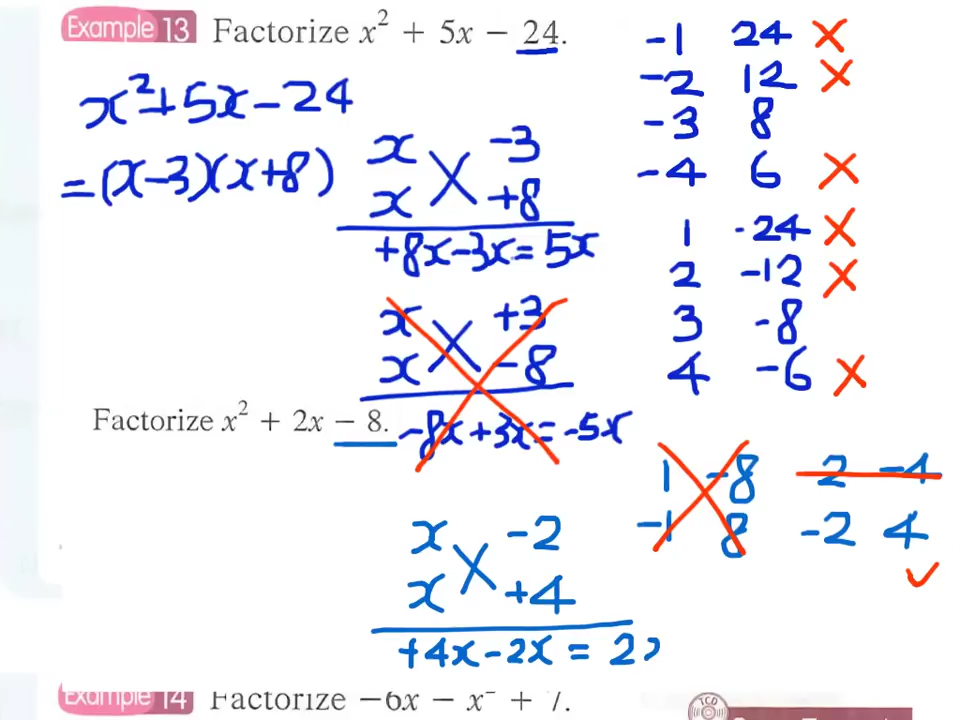 Example 13 Factorize x² + 5x − 24.
x²+5x−24
=(x−3)(x+8)
x −3
x +8
+8x−3x=5x
x +3
x −8
−8x+3x=−5x
−1 24 ×
−2 12 ×
−3 8
−4 6 ×
1 -24 ×
2 −12 ×
3 -8
4 -6 ×
Factorize x² + 2x − 8.
1 −8 2 −4
−1 8 -2 4
✓
x −2
x +4
+4x−2x = 2
Example 14 Factorize −6x − x² + 7.
TCD